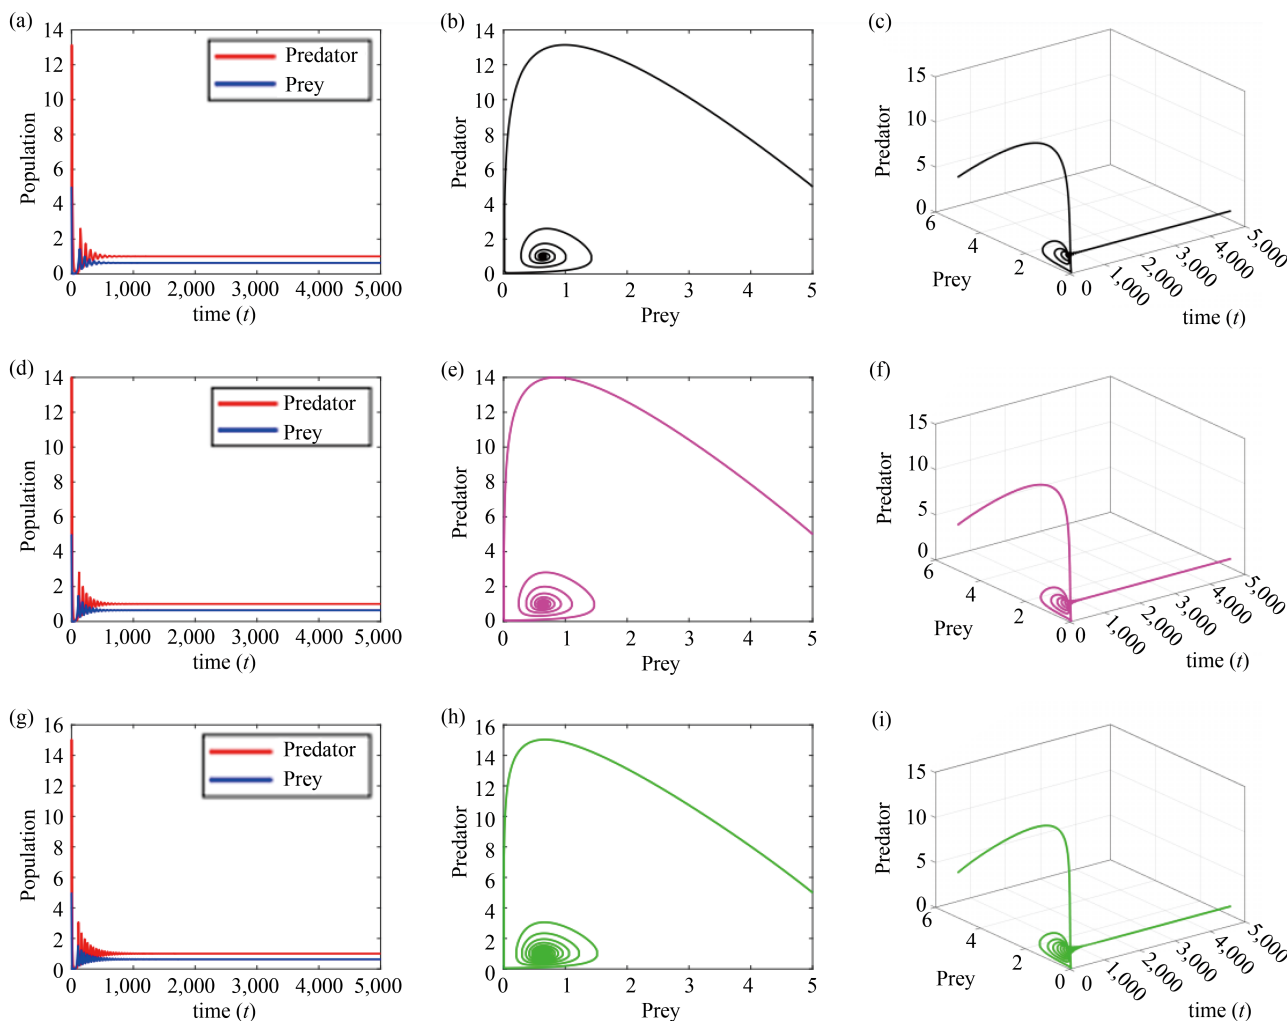 (a)
14
12
10
8
6
4
2
0
Population
Predator
Prey
0 1,000 2,000 3,000 4,000 5,000
time (t)
(b)
14
12
10
8
6
4
2
0
Predator
0 1 2 3 4 5
Prey
(c)
15
10
5
0
Predator
6
4
2
0
Prey
0
1,000
2,000
3,000
4,000
5,000
time (t)
(d)
14
12
10
8
6
4
2
0
Population
Predator
Prey
0 1,000 2,000 3,000 4,000 5,000
time (t)
(e)
14
12
10
8
6
4
2
0
Predator
0 1 2 3 4 5
Prey
(f)
15
10
5
0
Predator
6
4
2
0
Prey
0
1,000
2,000
3,000
4,000
5,000
time (t)
(g)
16
14
12
10
8
6
4
2
0
Population
Predator
Prey
0 1,000 2,000 3,000 4,000 5,000
time (t)
(h)
16
14
12
10
8
6
4
2
0
Predator
0 1 2 3 4 5
Prey
(i)
15
10
5
0
Predator
6
4
2
0
Prey
0
1,000
2,000
3,000
4,000
5,000
time (t)